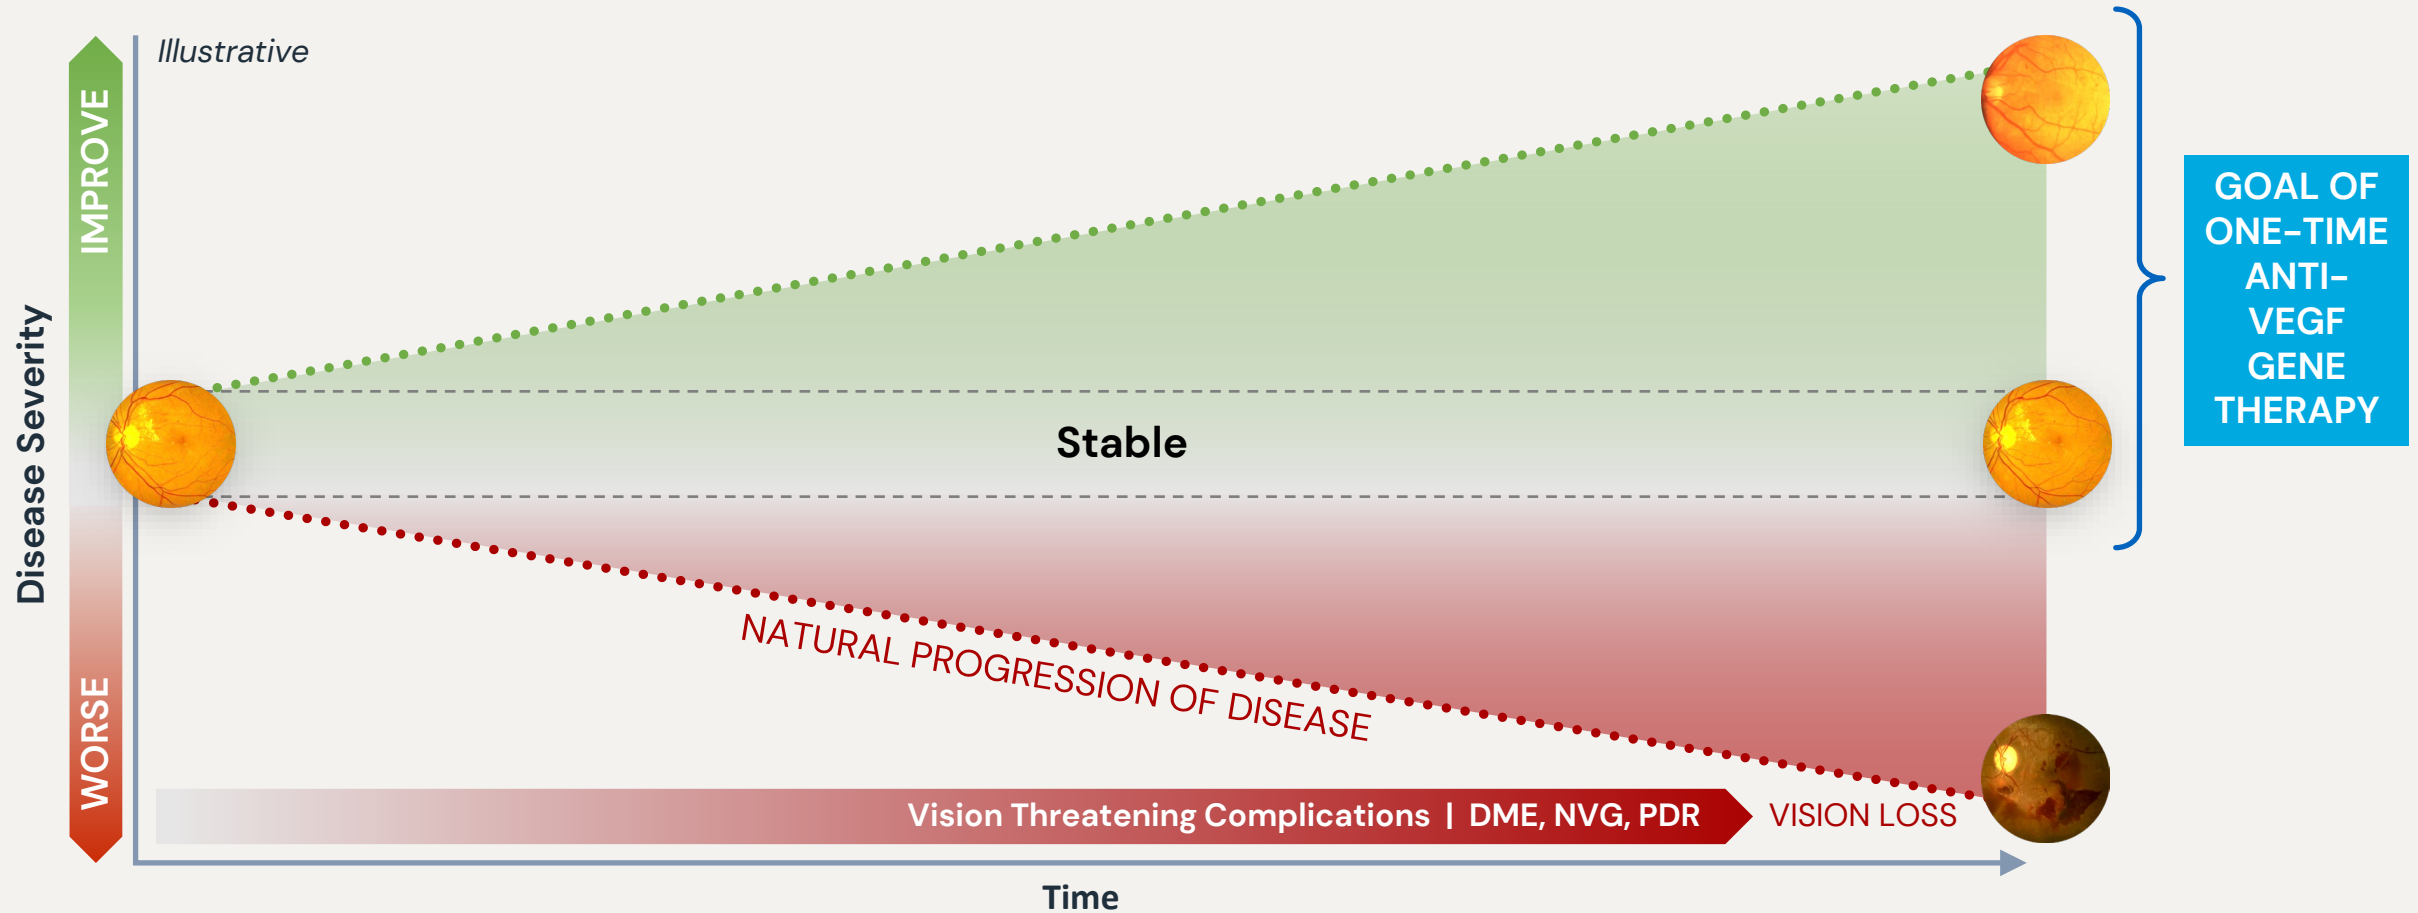 Illustrative
IMPROVE
Disease Severity
WORSE
Stable
NATURAL PROGRESSION OF DISEASE
Vision Threatening Complications | DME, NVG, PDR
VISION LOSS
Time
GOAL OF
ONE-TIME
ANTI-
VEGF
GENE
THERAPY